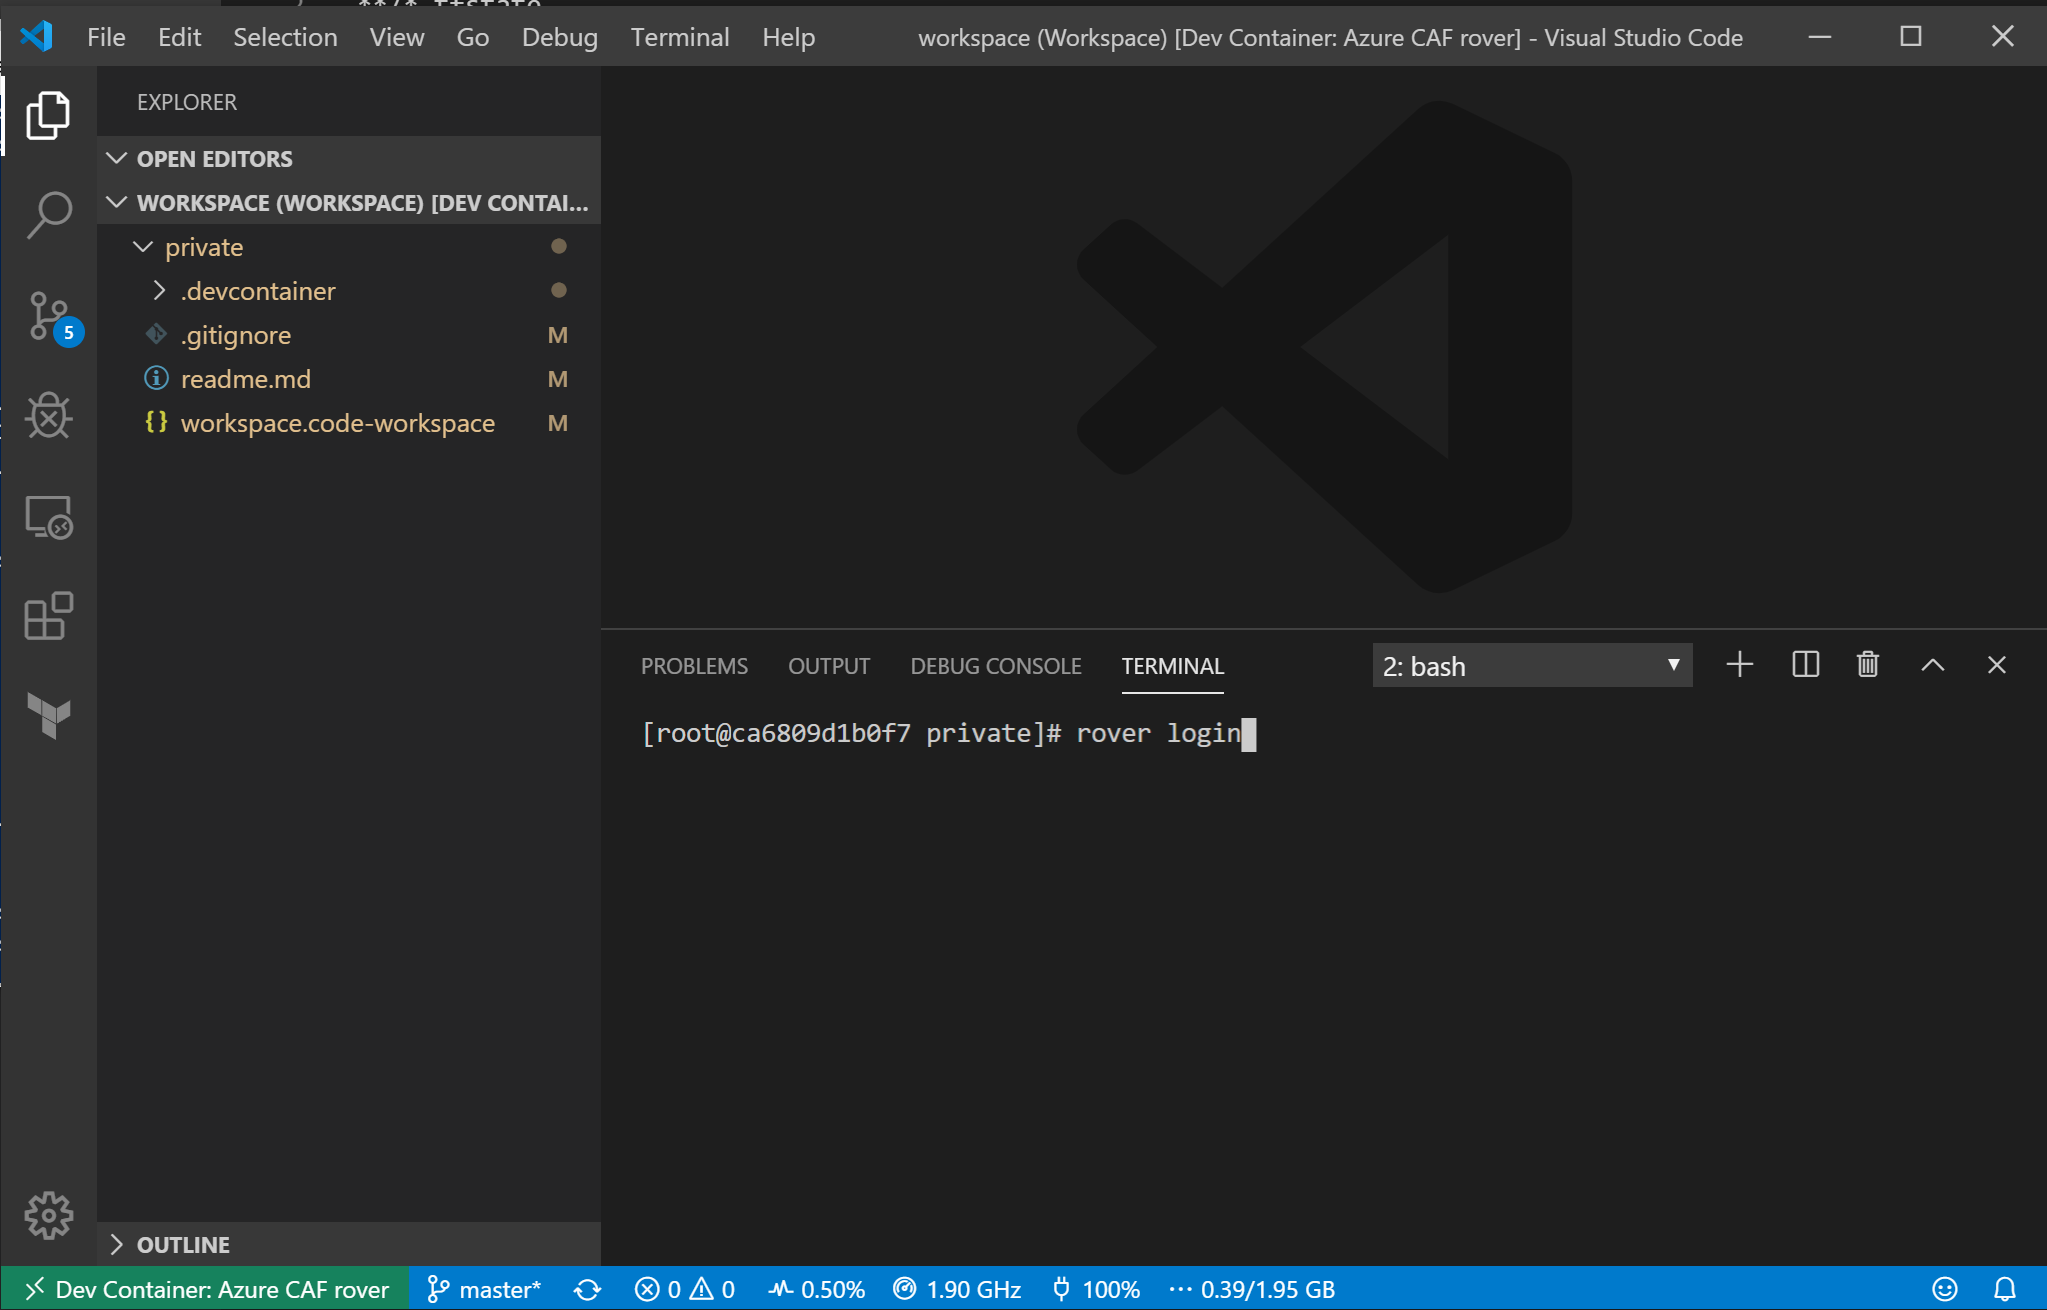 File Edit Selection View Go Debug Terminal Help workspace (Workspace) [Dev Container: Azure CAF rover] - Visual Studio Code
EXPLORER
OPEN EDITORS
WORKSPACE (WORKSPACE) [DEV CONTAI...
private
.devcontainer
.gitignore M
readme.md M
workspace.code-workspace M
5
PROBLEMS OUTPUT DEBUG CONSOLE TERMINAL 2: bash
[root@ca6809d1b0f7 private]# rover login
OUTLINE
Dev Container: Azure CAF rover master* 0 0 0.50% 1.90 GHz 100% ··· 0.39/1.95 GB